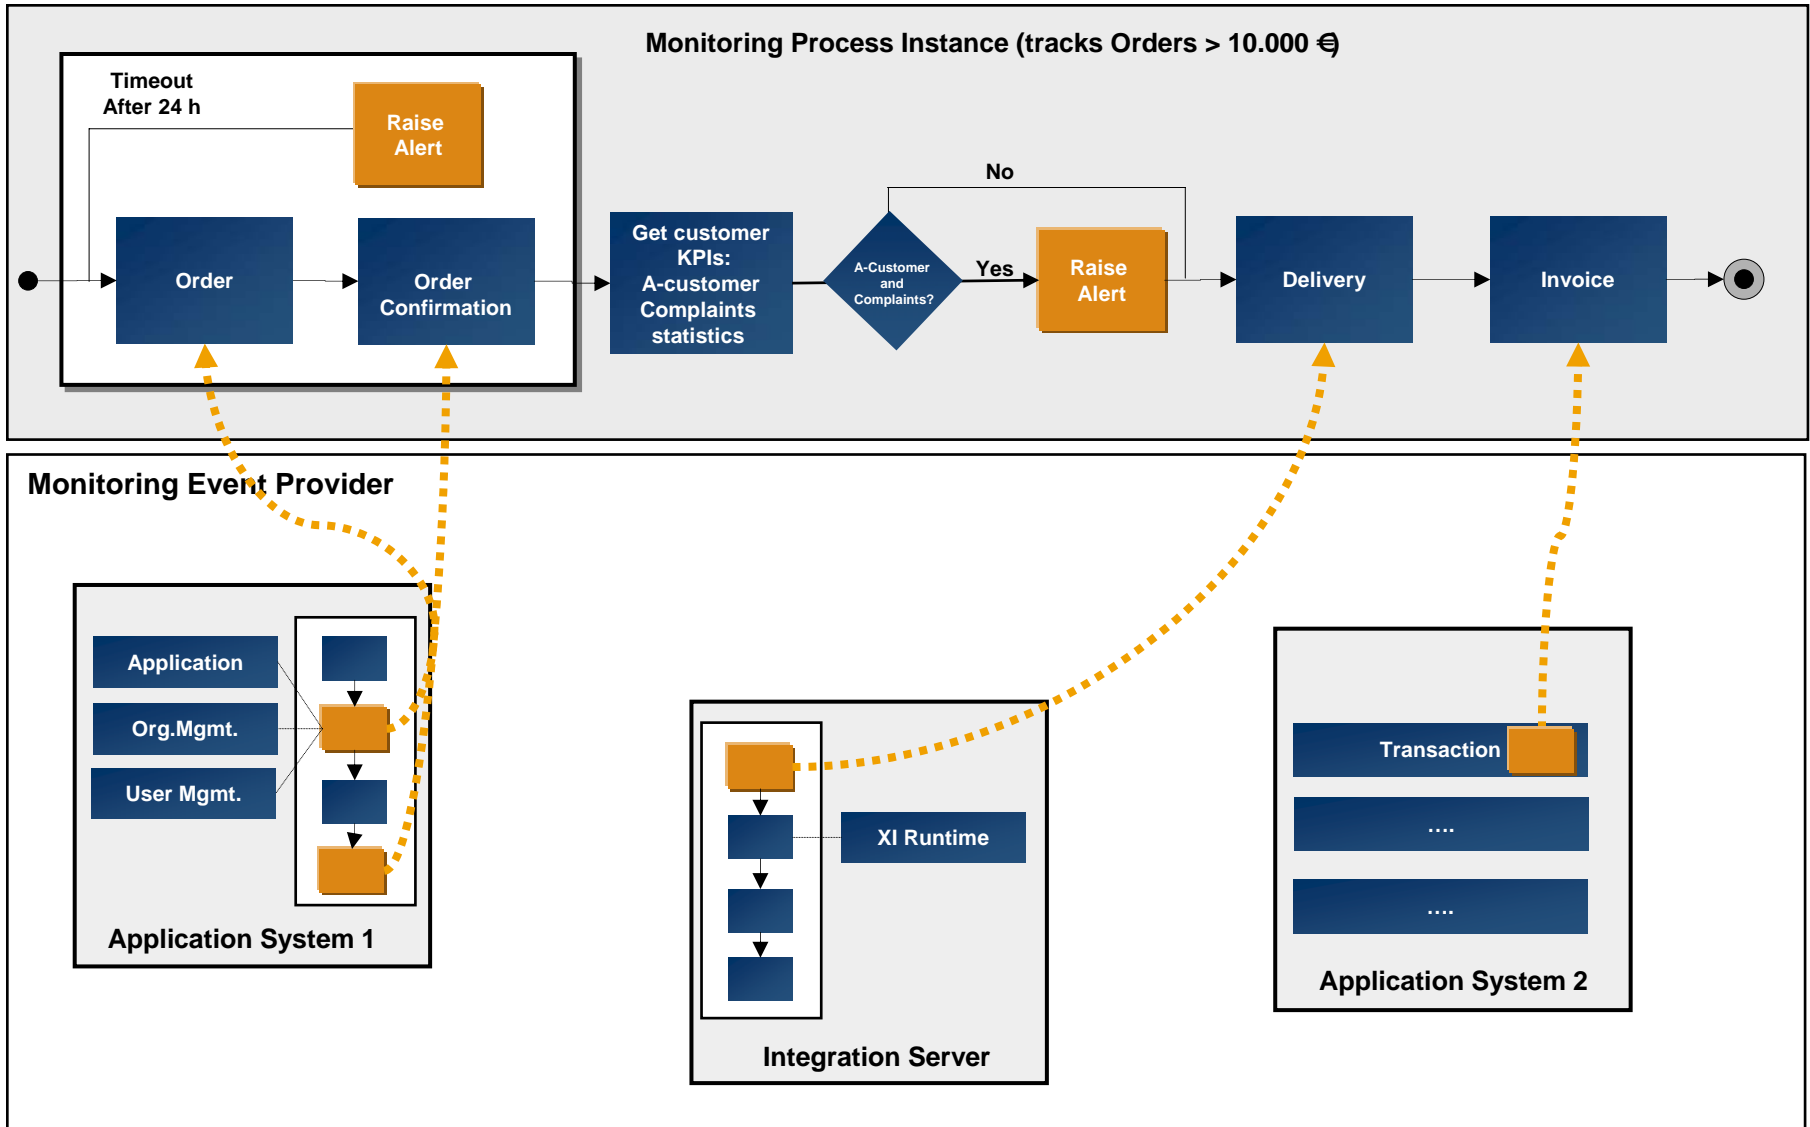 Monitoring Process Instance (tracks Orders > 10.000 €)
Timeout
After 24 h
Raise
Alert
No
Order
Order
Confirmation
Get customer
KPIs:
A-customer
Complaints
statistics
A-Customer
and
Complaints?
Yes
Raise
Alert
Delivery
Invoice
Monitoring Event Provider
Application
Org.Mgmt.
User Mgmt.
Application System 1
XI Runtime
Integration Server
Transaction
....
....
Application System 2